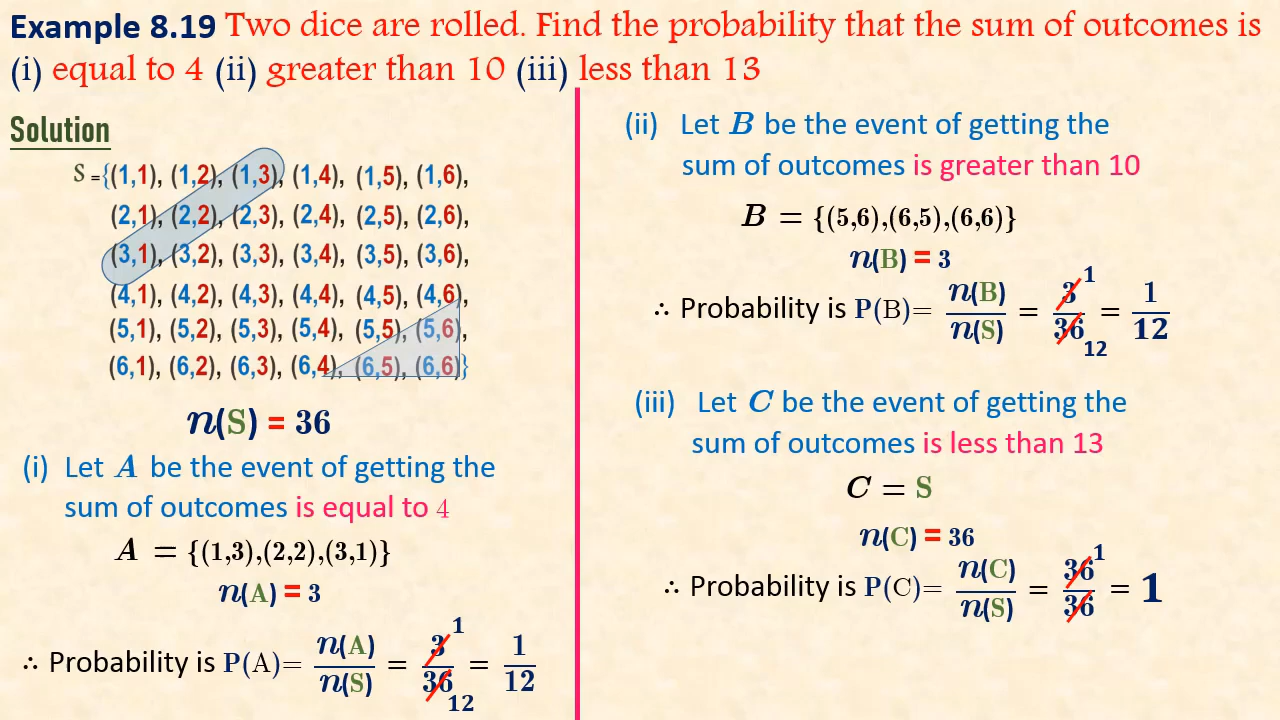 Example 8.19 Two dice are rolled. Find the probability that the sum of outcomes is
(i) equal to 4 (ii) greater than 10 (iii) less than 13
Solution
S ={(1,1), (1,2), (1,3), (1,4), (1,5), (1,6),
(2,1), (2,2), (2,3), (2,4), (2,5), (2,6),
(3,1), (3,2), (3,3), (3,4), (3,5), (3,6),
(4,1), (4,2), (4,3), (4,4), (4,5), (4,6),
(5,1), (5,2), (5,3), (5,4), (5,5), (5,6),
(6,1), (6,2), (6,3), (6,4), (6,5), (6,6)}
n(S) = 36
(i) Let A be the event of getting the
sum of outcomes is equal to 4
A = {(1,3),(2,2),(3,1)}
n(A) = 3
∴ Probability is P(A)= n(A)/n(S) = 3/36 1 12 = 1/12
(ii) Let B be the event of getting the
sum of outcomes is greater than 10
B = {(5,6),(6,5),(6,6)}
n(B) = 3
∴ Probability is P(B)= n(B)/n(S) = 3/36 1 12 = 1/12
(iii) Let C be the event of getting the
sum of outcomes is less than 13
C = S
n(C) = 36
∴ Probability is P(C)= n(C)/n(S) = 36/36 1 = 1